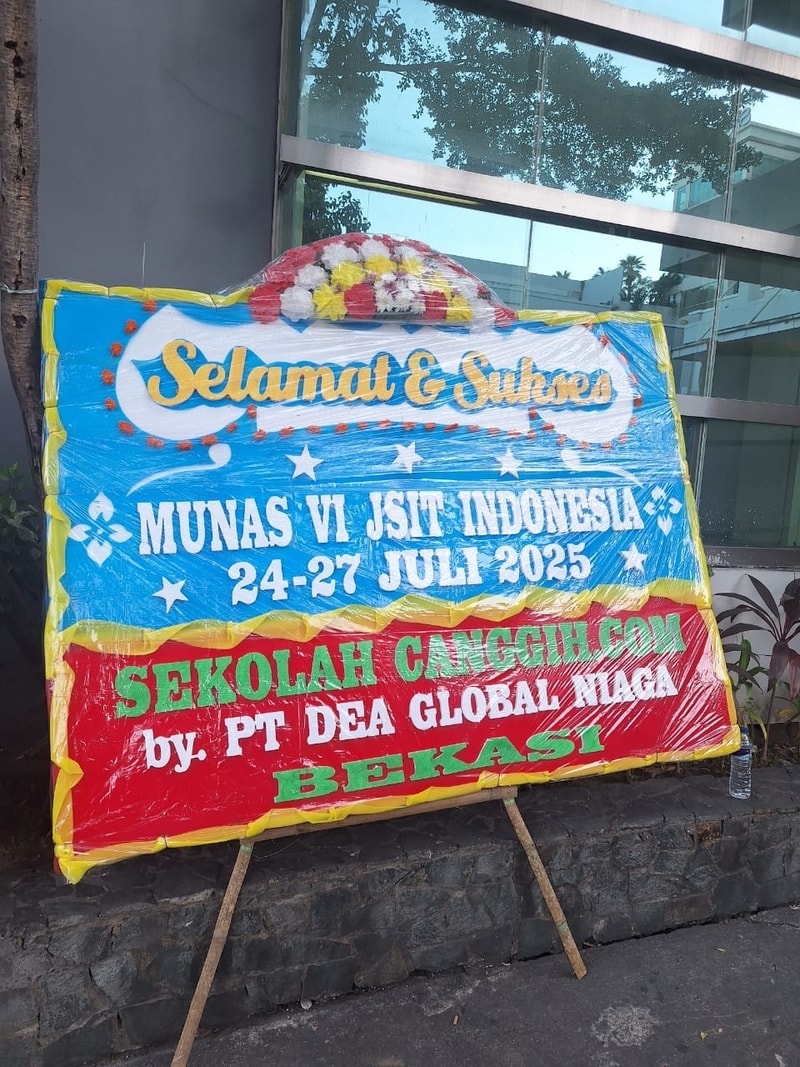 Selamat & Sukses
MUNAS VI JSIT INDONESIA
24-27 JULI 2025
SEKOLAH CANGGIH.COM
by. PT DEA GLOBAL NIAGA
BEKASI